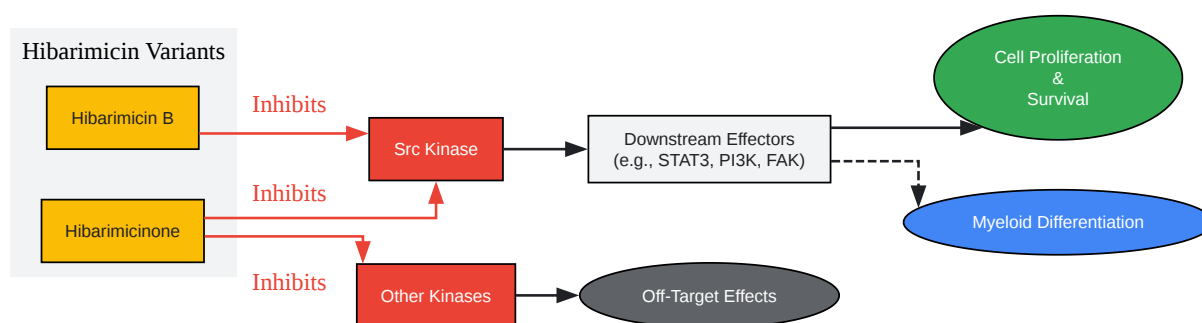 Hibarimicin Variants
Hibarimicin B
Hibarimicinone
Inhibits
Inhibits
Inhibits
Src Kinase
Other Kinases
Downstream Effectors
(e.g., STAT3, PI3K, FAK)
Off-Target Effects
Cell Proliferation
&
Survival
Myeloid Differentiation